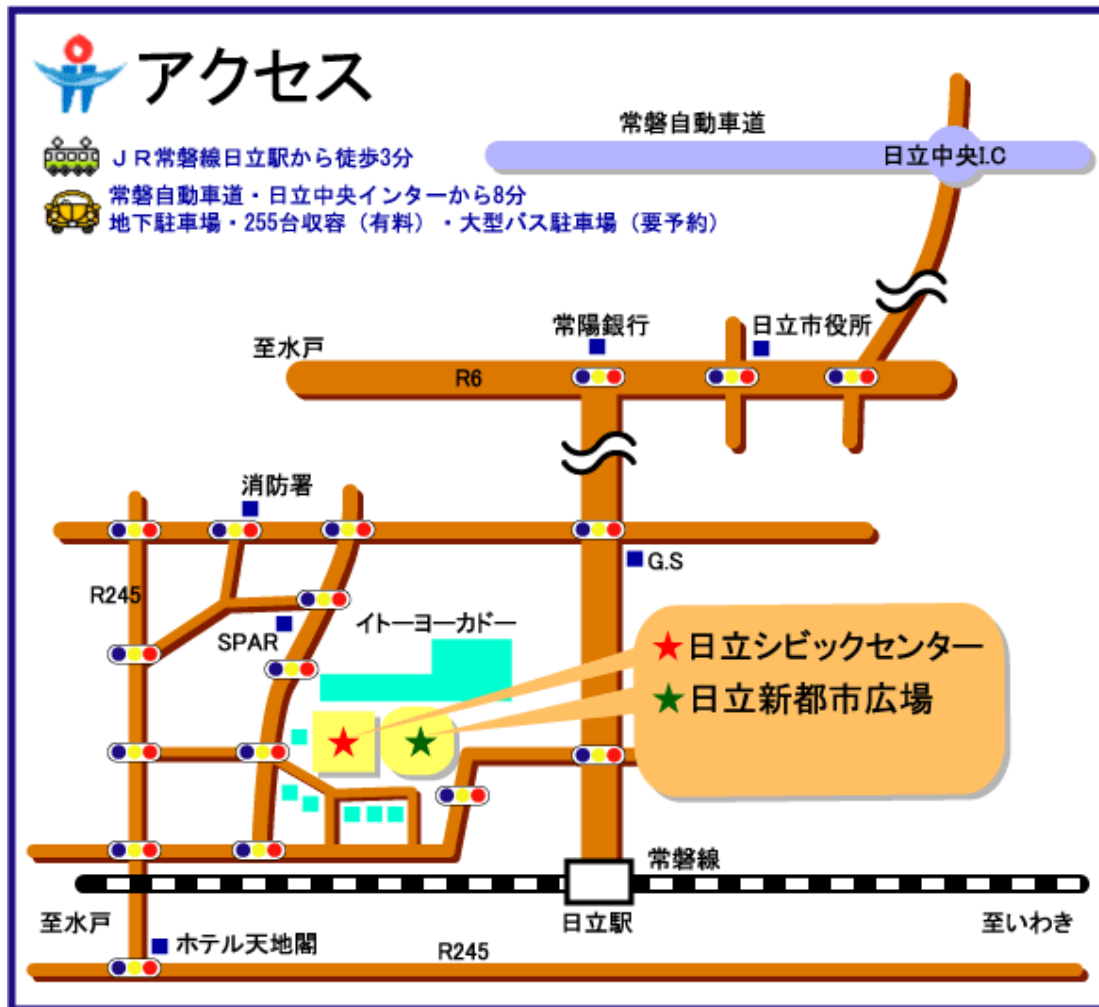 アクセス
JR常磐線日立駅から徒歩3分
常磐自動車道・日立中央インターから8分
地下駐車場・255台収容（有料）・大型バス駐車場（要予約）
常磐自動車道
日立中央I.C
常陽銀行
日立市役所
至水戸
R6
消防署
G.S
R245
SPAR
イトーヨーカドー
★日立シビックセンター
★日立新都市広場
常磐線
至水戸
日立駅
至いわき
ホテル天地閣
R245